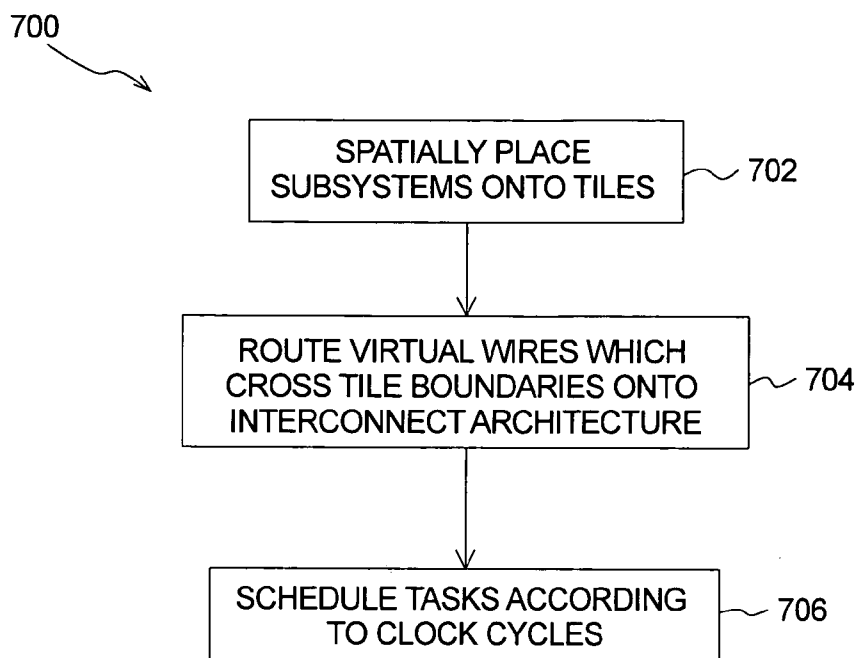 700
SPATIALLY PLACE
SUBSYSTEMS ONTO TILES
702
ROUTE VIRTUAL WIRES WHICH
CROSS TILE BOUNDARIES ONTO
INTERCONNECT ARCHITECTURE
704
SCHEDULE TASKS ACCORDING
TO CLOCK CYCLES
706